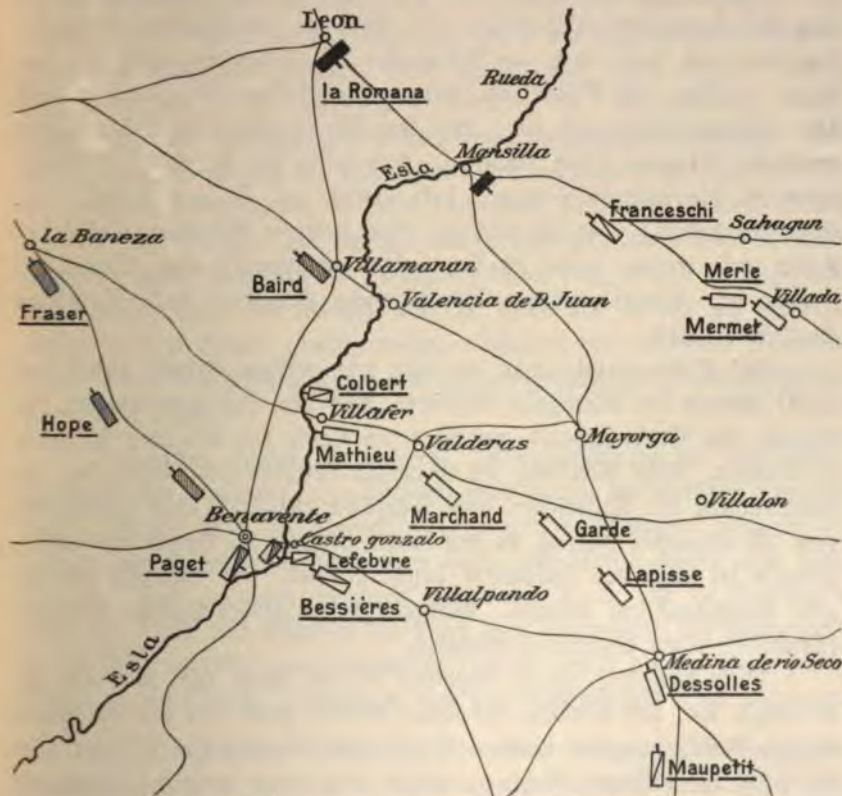 Leon
la Romana
Rueda
Mansilla
Esla
Franceschi
Sahagun
la Baneza
Fraser
Baird
Villamanan
Valencia de D. Juan
Merle
Mermet
Villada
Colbert
Villafer
Mathieu
Hope
Valderas
Mayorga
Marchand
Garde
Villalon
Benavente
Castro gonzalo
Paget
Lefebvre
Bessières
Lapisse
Villalpando
Esla
Medina de rio Seco
Dessolles
Maupetit